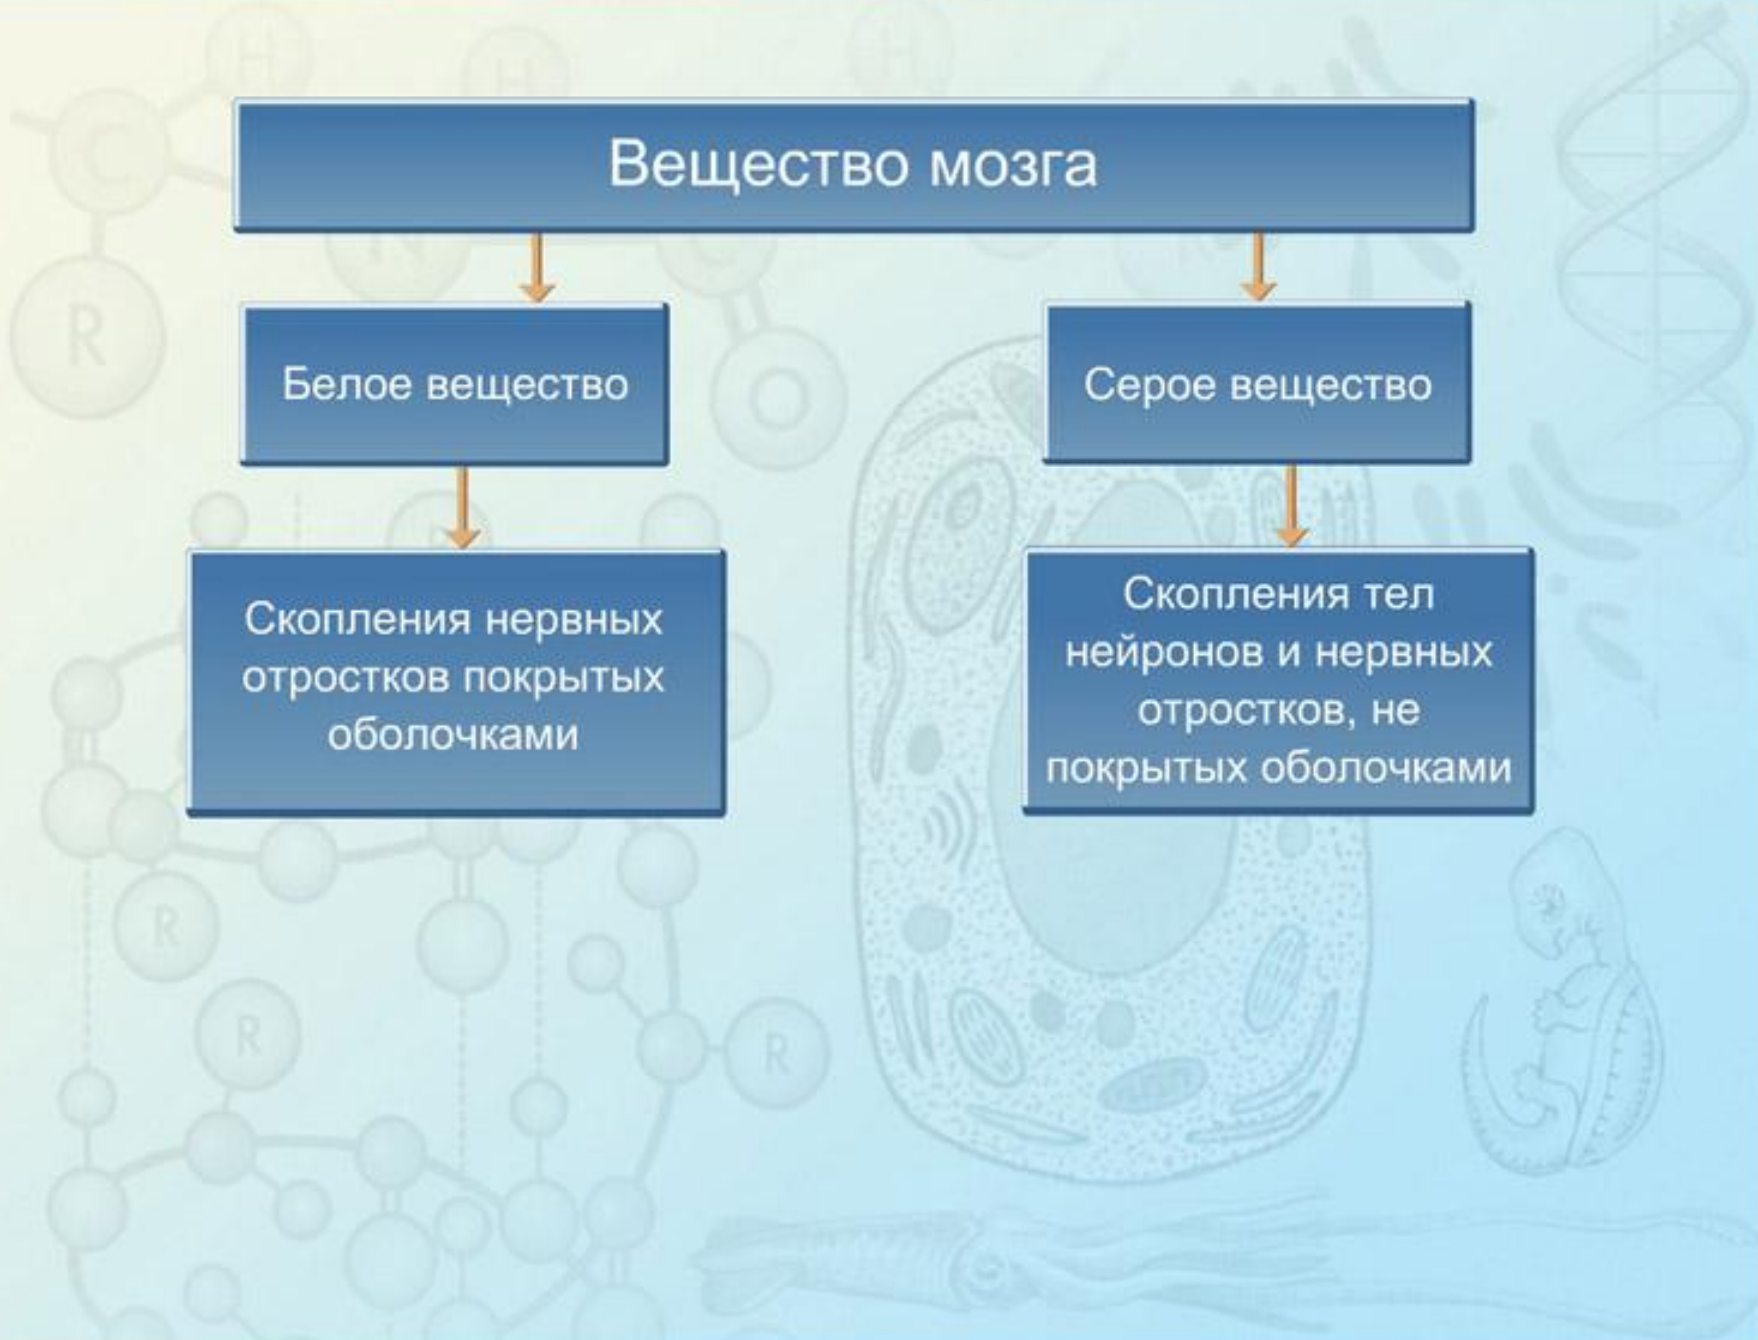 Вещество мозга
Белое вещество
Серое вещество
Скопления нервных
отростков покрытых
оболочками
Скопления тел
нейронов и нервных
отростков, не
покрытых оболочками
H
H
H
C
R
N
C
R
O
R
R
R
R